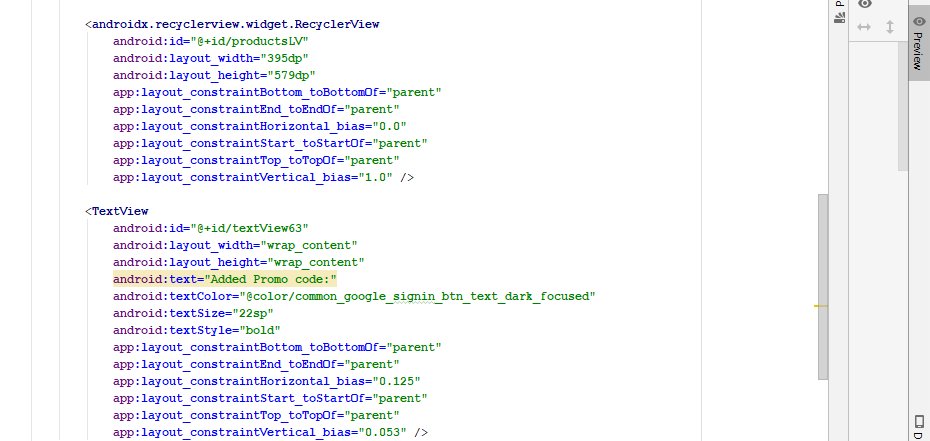 <androidx.recyclerview.widget.RecyclerView
android:id="@+id/productsLV"
android:layout_width="395dp"
android:layout_height="579dp"
app:layout_constraintBottom_toBottomOf="parent"
app:layout_constraintEnd_toEndOf="parent"
app:layout_constraintHorizontal_bias="0.0"
app:layout_constraintStart_toStartOf="parent"
app:layout_constraintTop_toTopOf="parent"
app:layout_constraintVertical_bias="1.0" />
<TextView
android:id="@+id/textView63"
android:layout_width="wrap_content"
android:layout_height="wrap_content"
android:text="Added Promo code:"
android:textColor="@color/common_google_signin_btn_text_dark_focused"
android:textSize="22sp"
android:textStyle="bold"
app:layout_constraintBottom_toBottomOf="parent"
app:layout_constraintEnd_toEndOf="parent"
app:layout_constraintHorizontal_bias="0.125"
app:layout_constraintStart_toStartOf="parent"
app:layout_constraintTop_toTopOf="parent"
app:layout_constraintVertical_bias="0.053" />
P
Preview
D